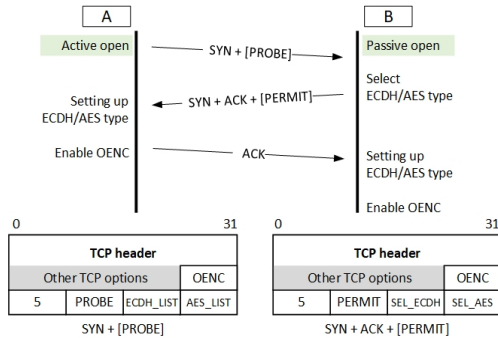 A
B
Active open
SYN + [PROBE]
Passive open
Select
ECDH/AES type
SYN + ACK + [PERMIT]
Setting up
ECDH/AES type
Enable OENC
ACK
Setting up
ECDH/AES type
Enable OENC
0 31
TCP header
Other TCP options OENC
5 PROBE ECDH_LIST AES_LIST
SYN + [PROBE]
0 31
TCP header
Other TCP options OENC
5 PERMIT SEL_ECDH SEL_AES
SYN + ACK + [PERMIT]